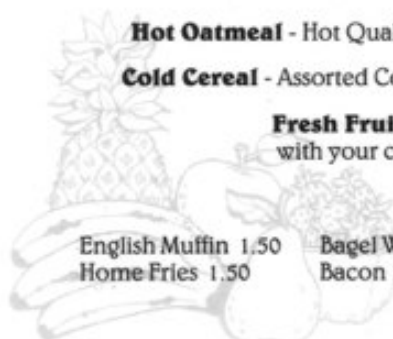 Hot Oatmeal - Hot
Cold Cereal - Assorted
Fresh
with your
English Muffin 1.50 Bagel
Home Fries 1.50 Bacon